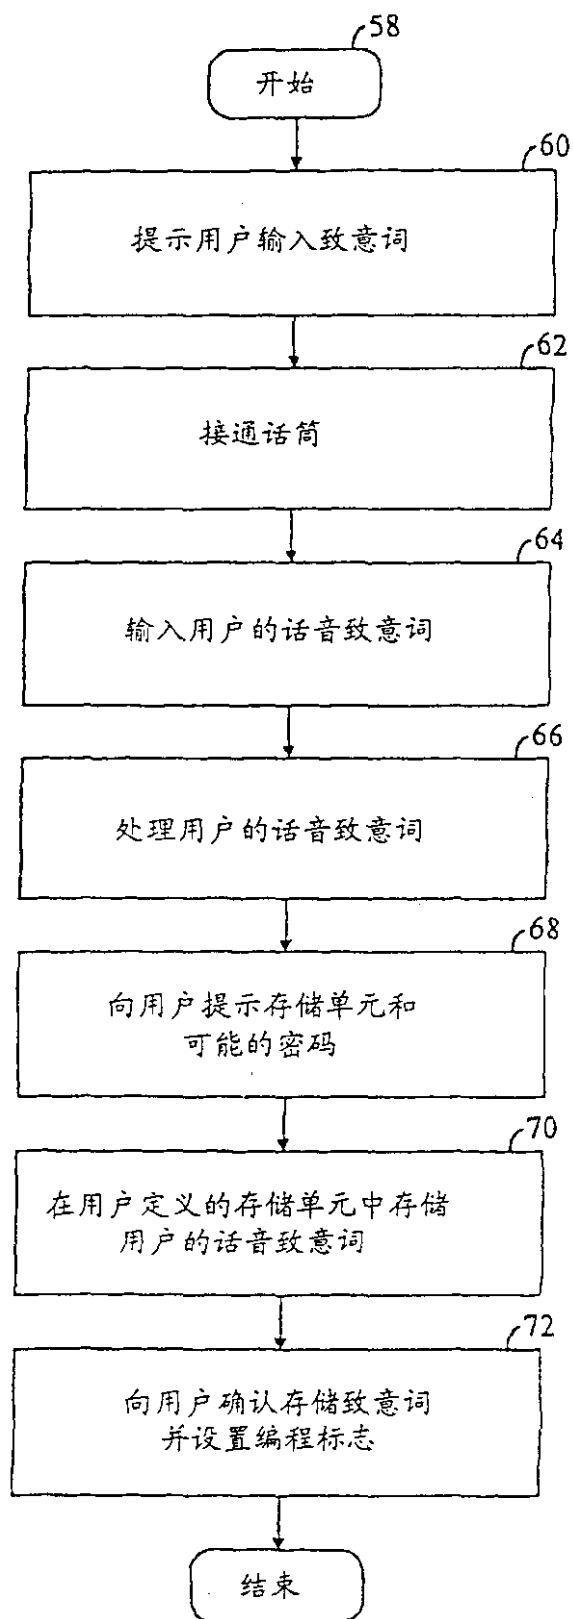 58
开始
60
提示用户输入致意词
62
接通话筒
64
输入用户的话音致意词
66
处理用户的话音致意词
68
向用户提示存储单元和
可能的密码
70
在用户定义的存储单元中存储
用户的话音致意词
72
向用户确认存储致意词
并设置编程标志
结束